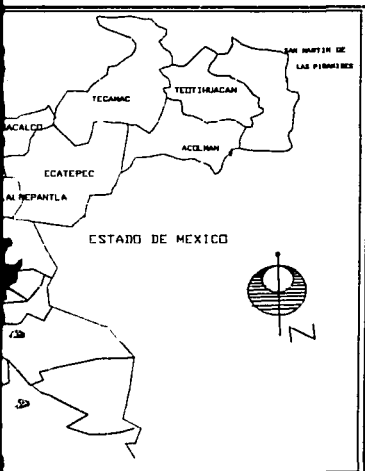 SAN MARTIN DE
LAS PIRAMIDES
TECAMAC
TEOTIHUACAN
ACOLMAN
ECATEPEC
ESTADO DE MEXICO
N